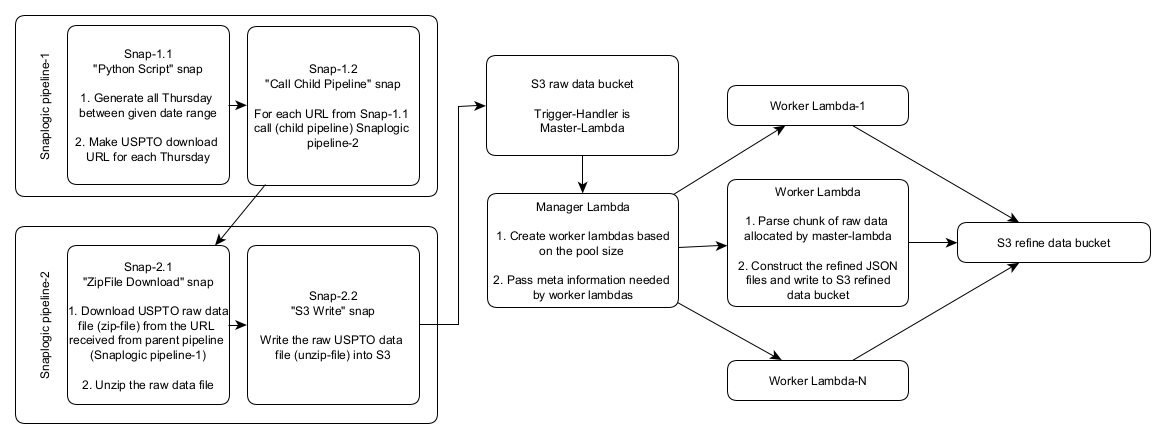 Snaplogic pipeline-1
Snap-1.1
"Python Script" snap
1. Generate all Thursday
between given date range
2. Make USPTO download
URL for each Thursday
Snap-1.2
"Call Child Pipeline" snap
For each URL from Snap-1.1
call (child pipeline) Snaplogic
pipeline-2
Snaplogic pipeline-2
Snap-2.1
"ZipFile Download" snap
1. Download USPTO raw data
file (zip-file) from the URL
received from parent pipeline
(Snaplogic pipeline-1)
2. Unzip the raw data file
Snap-2.2
"S3 Write" snap
Write the raw USPTO data
file (unzip-file) into S3
S3 raw data bucket
Trigger-Handler is
Master-Lambda
Manager Lambda
1. Create worker lambdas based
on the pool size
2. Pass meta information needed
by worker lambdas
Worker Lambda-1
Worker Lambda
1. Parse chunk of raw data
allocated by master-lambda
2. Construct the refined JSON
files and write to S3 refined
data bucket
Worker Lambda-N
S3 refine data bucket